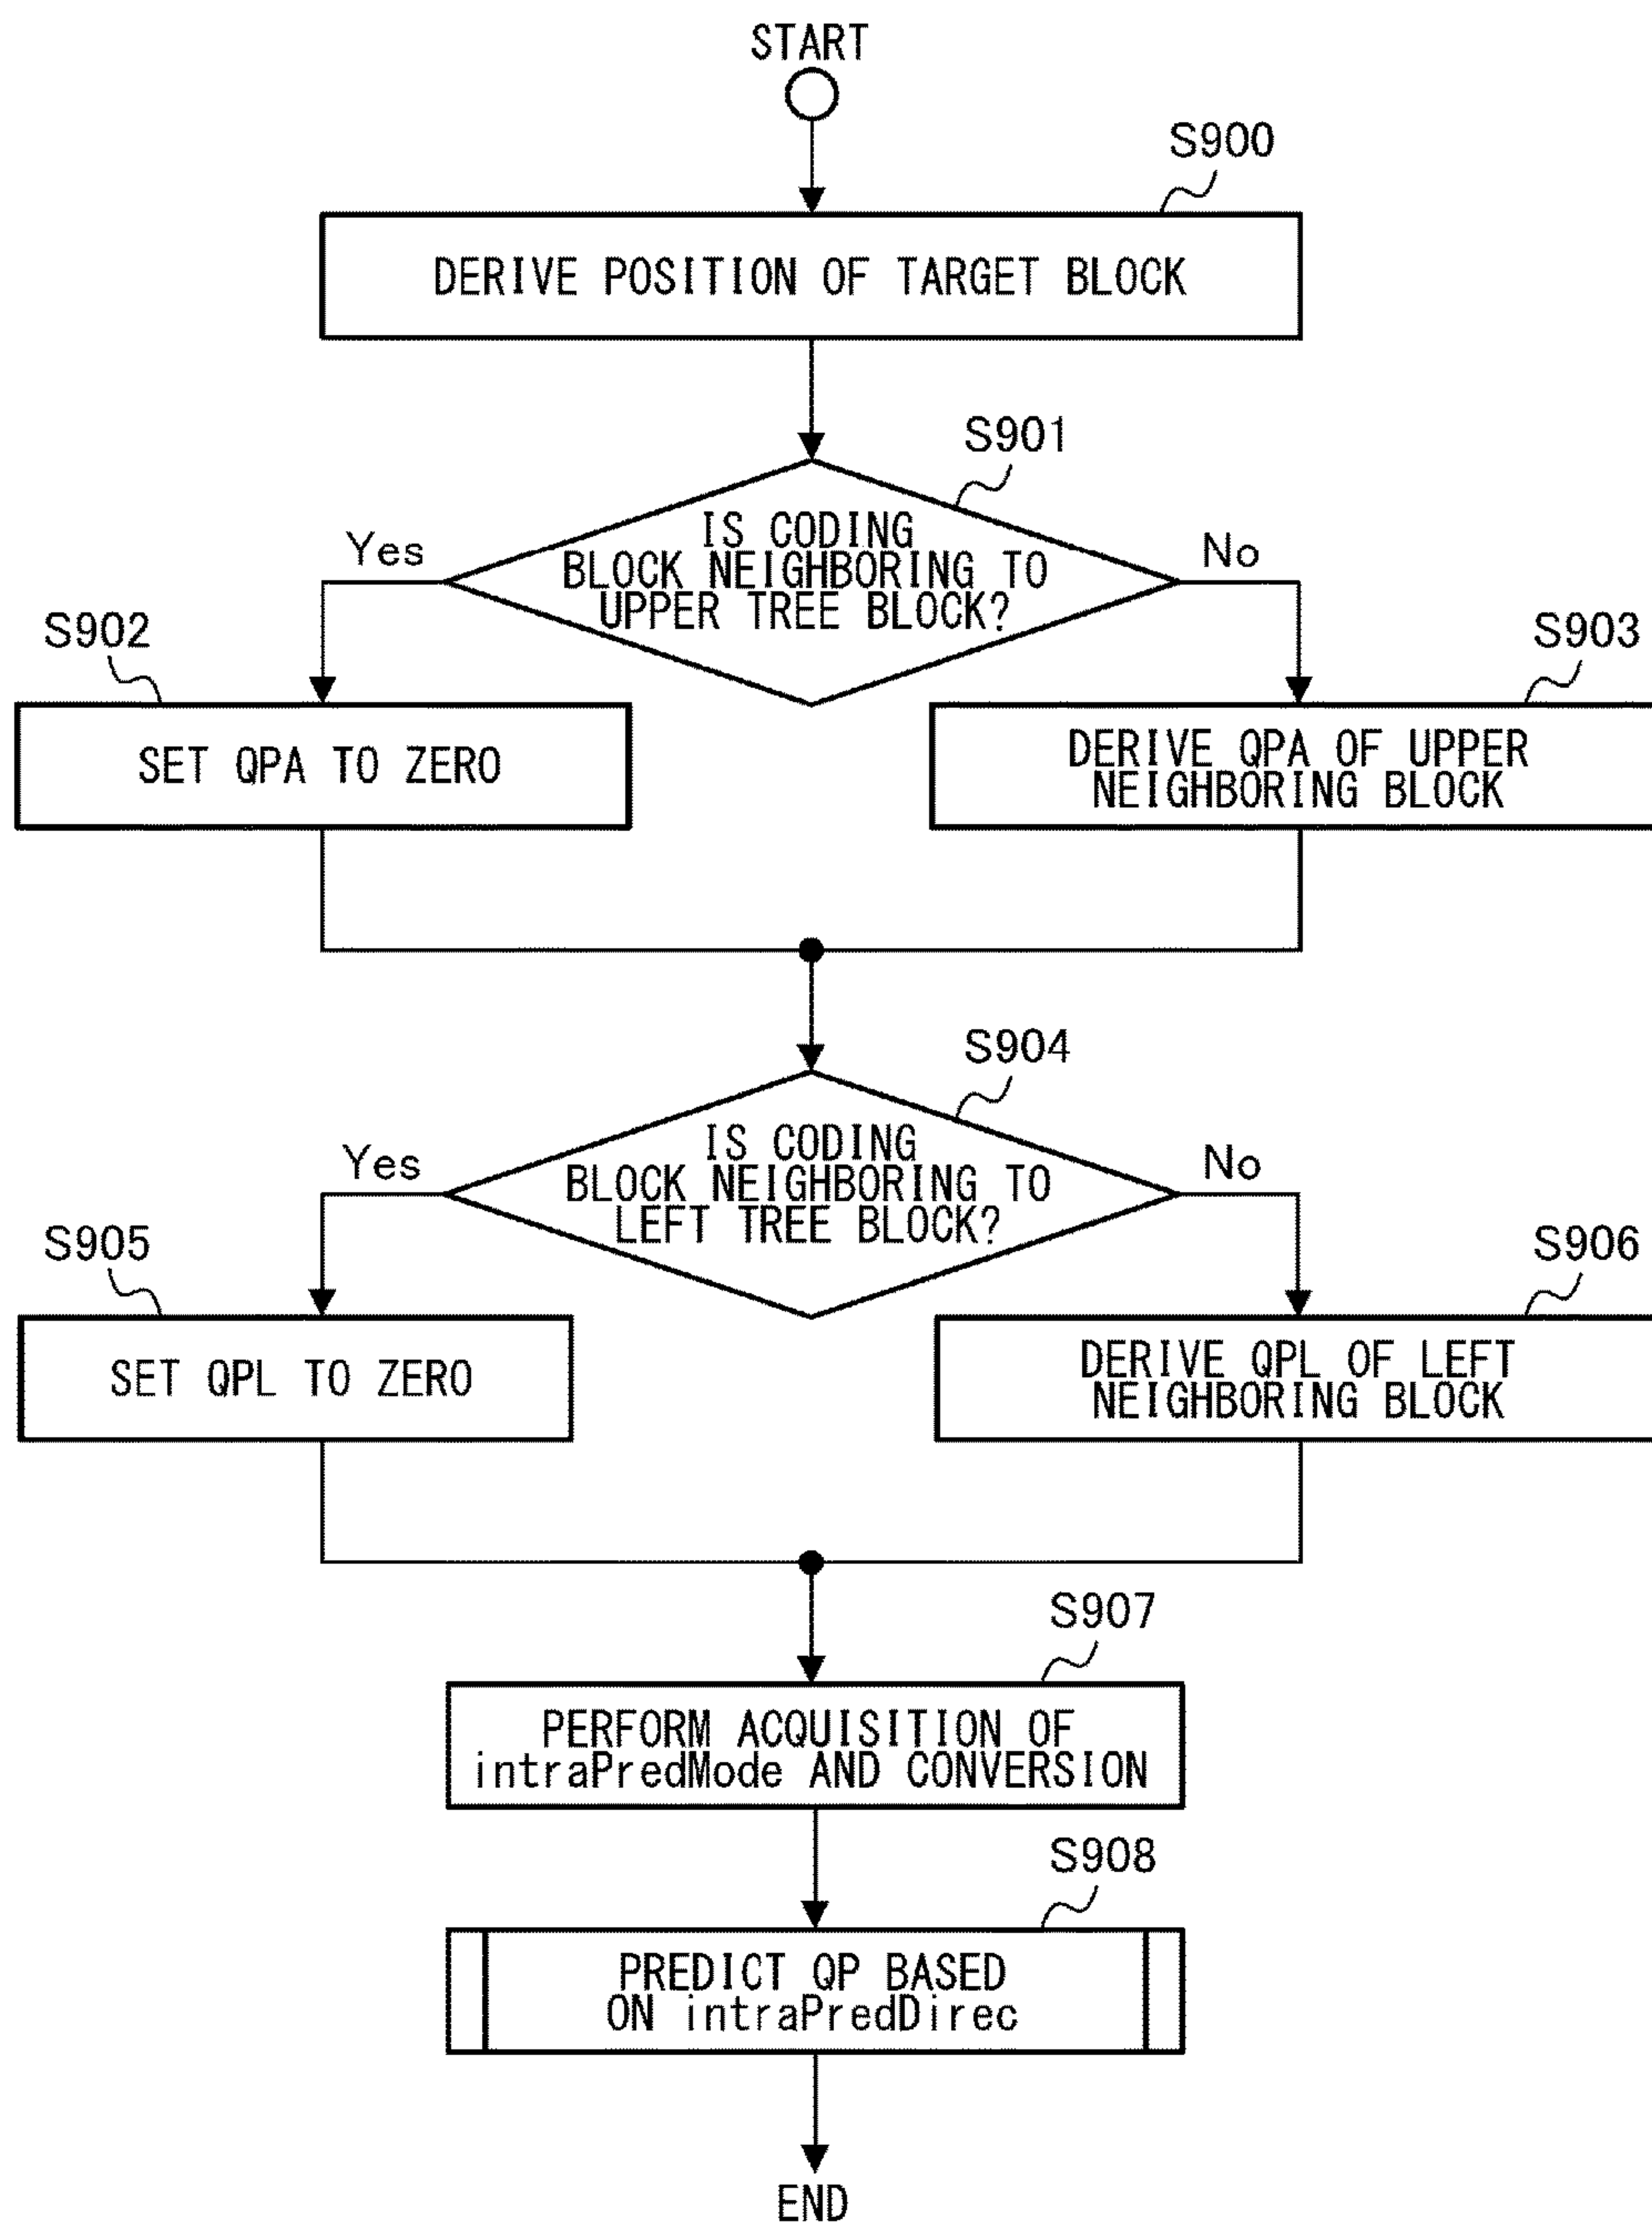 START
S900
DERIVE POSITION OF TARGET BLOCK
S901
IS CODING
BLOCK NEIGHBORING TO
UPPER TREE BLOCK?
Yes
No
S902
S903
SET QPA TO ZERO
DERIVE QPA OF UPPER
NEIGHBORING BLOCK
S904
IS CODING
BLOCK NEIGHBORING TO
LEFT TREE BLOCK?
Yes
No
S905
S906
SET QPL TO ZERO
DERIVE QPL OF LEFT
NEIGHBORING BLOCK
S907
PERFORM ACQUISITION OF
intraPredMode AND CONVERSION
S908
PREDICT QP BASED
ON intraPredDirec
END